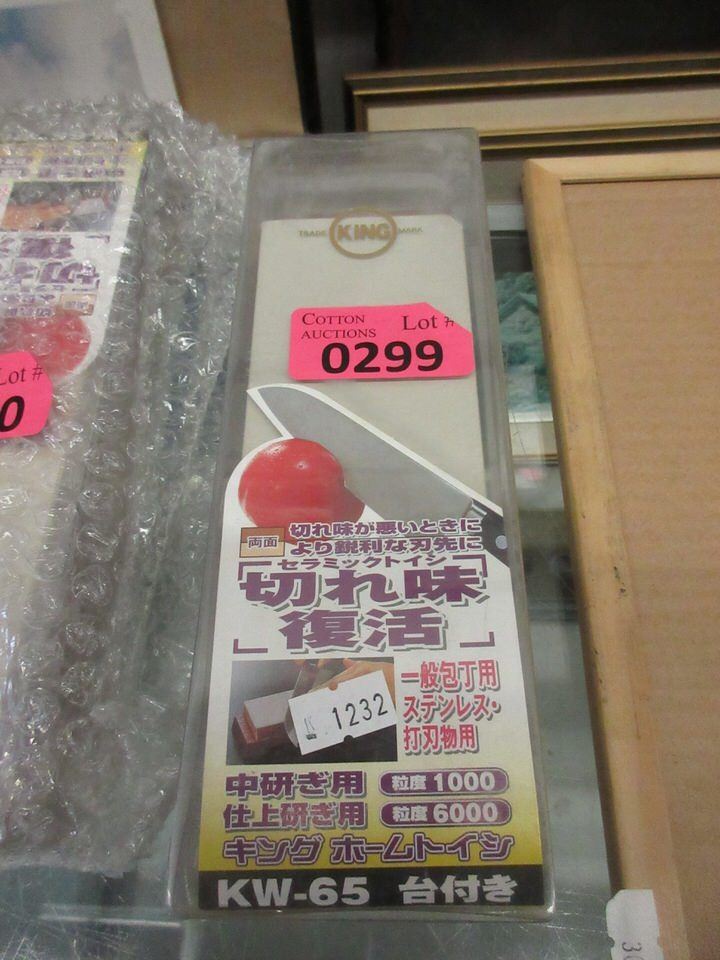 TRADE KING MARK
COTTON AUCTIONS Lot #
0299
Lot #
0
両面
切れ味が悪いときに
より鋭利な刃先に
セラミックトイシ
切れ味
復活
1232
一般包丁用
ステンレス・
打刃物用
中研ぎ用 粒度1000
仕上研ぎ用 粒度6000
キング ホームトイシ
KW-65 台付き